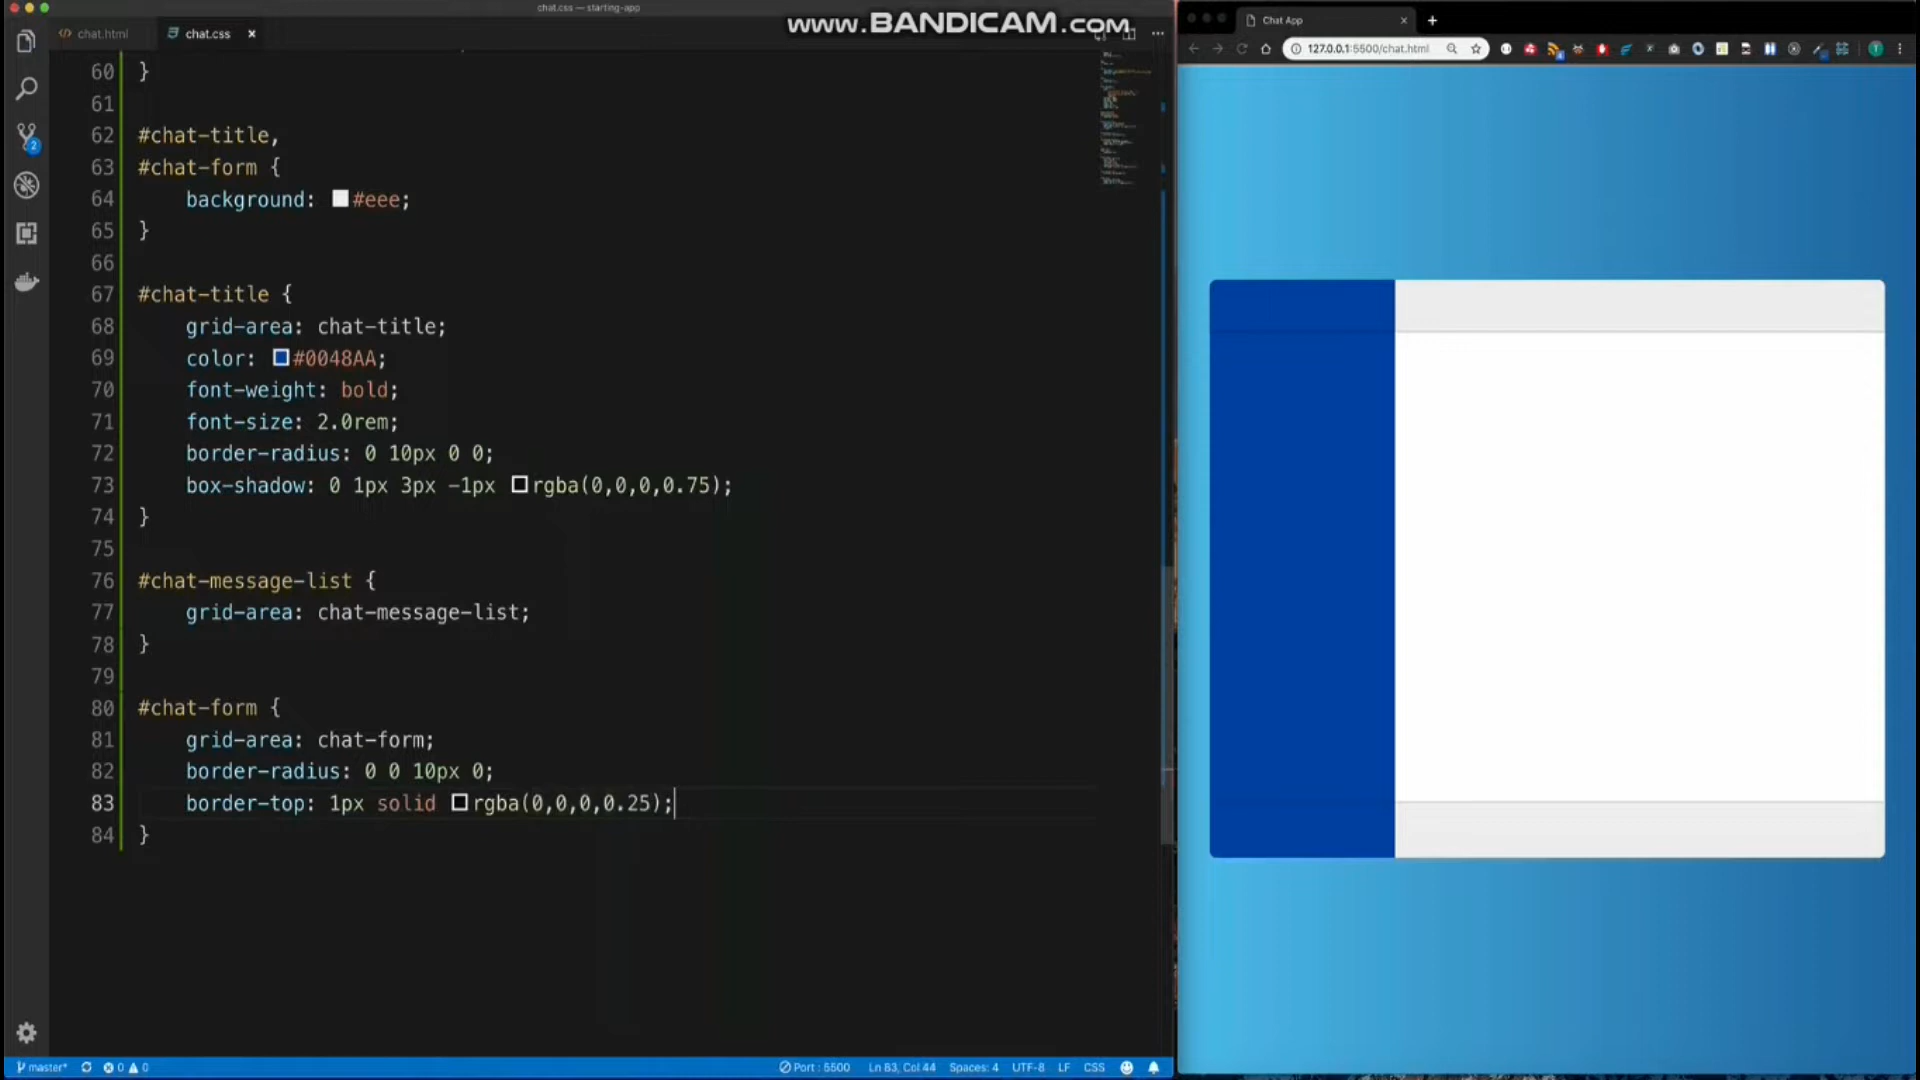 chat.css — starting-app
www.BANDICAM.com
chat.html
chat.css
Chat App
127.0.0.1:5500/chat.html
60 }
61
62 #chat-title,
63 #chat-form {
64 background: #eee;
65 }
66
67 #chat-title {
68 grid-area: chat-title;
69 color: #0048AA;
70 font-weight: bold;
71 font-size: 2.0rem;
72 border-radius: 0 10px 0 0;
73 box-shadow: 0 1px 3px -1px rgba(0,0,0,0.75);
74 }
75
76 #chat-message-list {
77 grid-area: chat-message-list;
78 }
79
80 #chat-form {
81 grid-area: chat-form;
82 border-radius: 0 0 10px 0;
83 border-top: 1px solid rgba(0,0,0,0.25);
84 }
2
master* 0 0 Port : 5500 Ln 83, Col 44 Spaces: 4 UTF-8 LF CSS